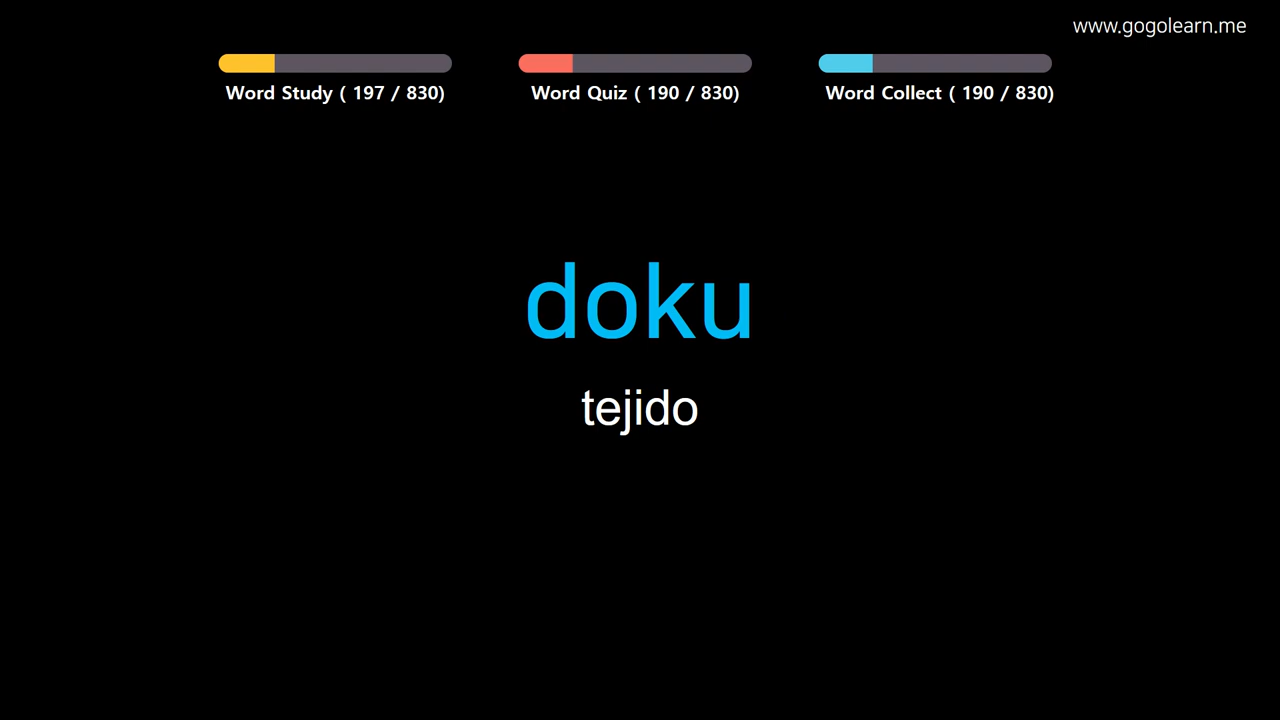 www.gogolearn.me
Word Study ( 197 / 830)
Word Quiz ( 190 / 830)
Word Collect ( 190 / 830)
doku
tejido